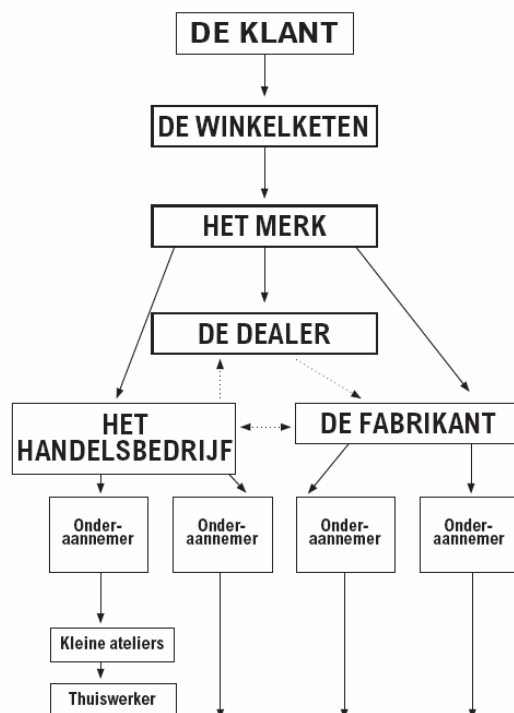 DE KLANT
DE WINKELKETEN
HET MERK
DE DEALER
HET
HANDELSBEDRIJF
DE FABRIKANT
Onder-
aannemer
Onder-
aannemer
Onder-
aannemer
Onder-
aannemer
Kleine ateliers
Thuiswerker